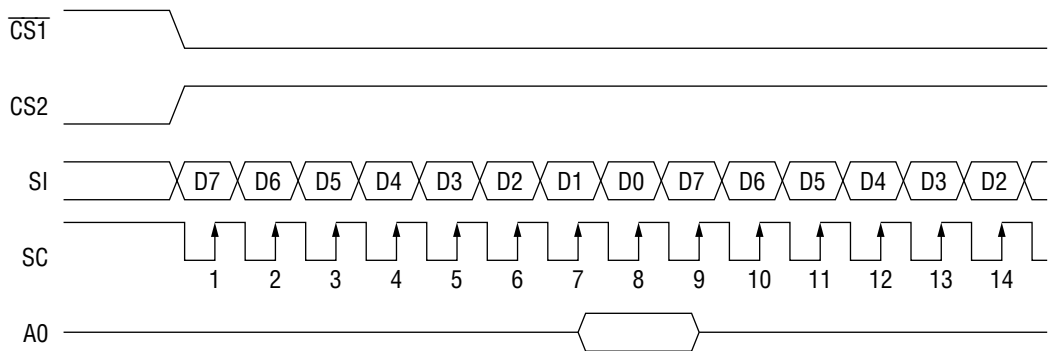 C̅S̅1̅
CS2
SI D7 D6 D5 D4 D3 D2 D1 D0 D7 D6 D5 D4 D3 D2
SC
1 2 3 4 5 6 7 8 9 10 11 12 13 14
A0